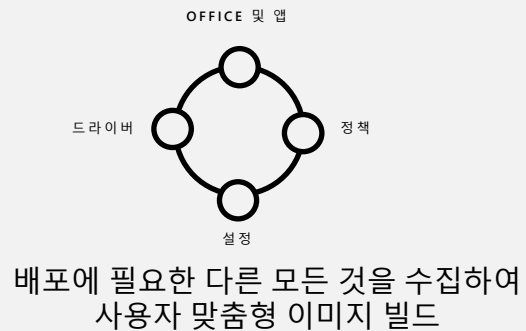 OFFICE 및 앱
드라이버
정책
설정
배포에 필요한 다른 모든 것을 수집하여
사용자 맞춤형 이미지 빌드